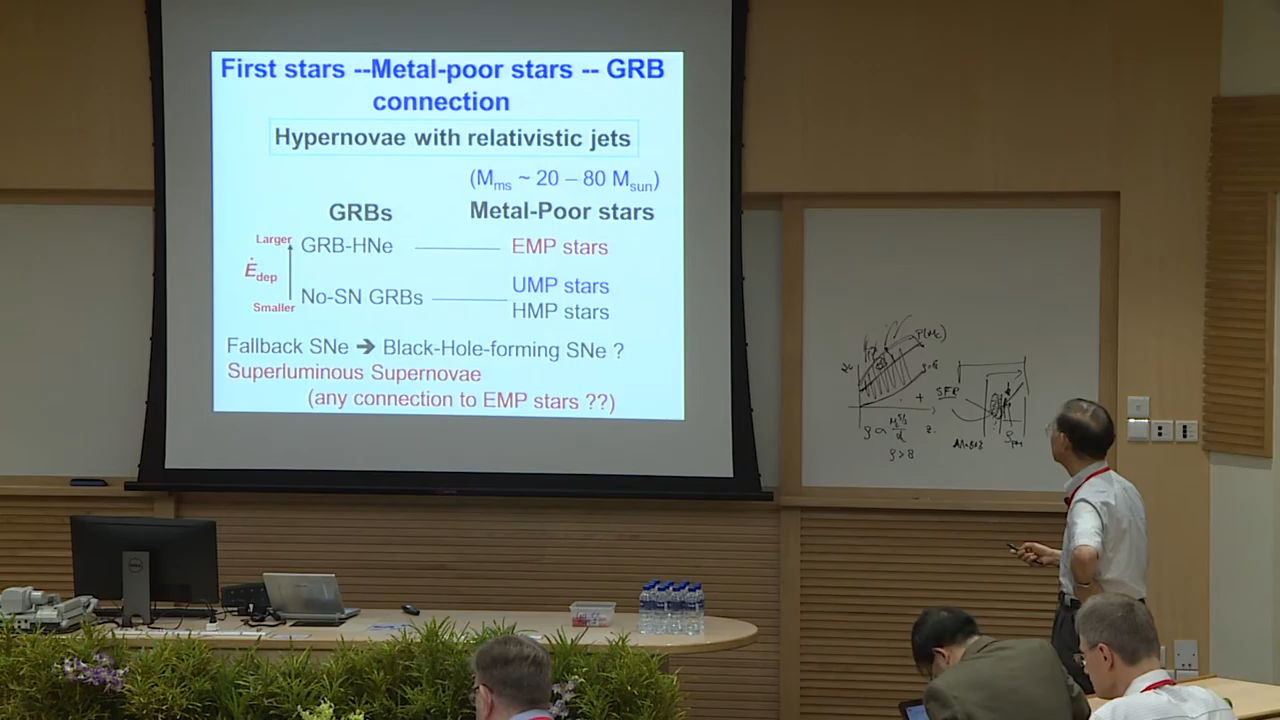 First stars --Metal-poor stars -- GRB
connection
Hypernovae with relativistic jets
(Mms ~ 20 – 80 Msun)
GRBs Metal-Poor stars
Larger GRB-HNe EMP stars
Ėdep
UMP stars
No-SN GRBs
Smaller HMP stars
Fallback SNe ➔ Black-Hole-forming SNe ?
Superluminous Supernovae
(any connection to EMP stars ??)
P(Mc)
SFR
DELL